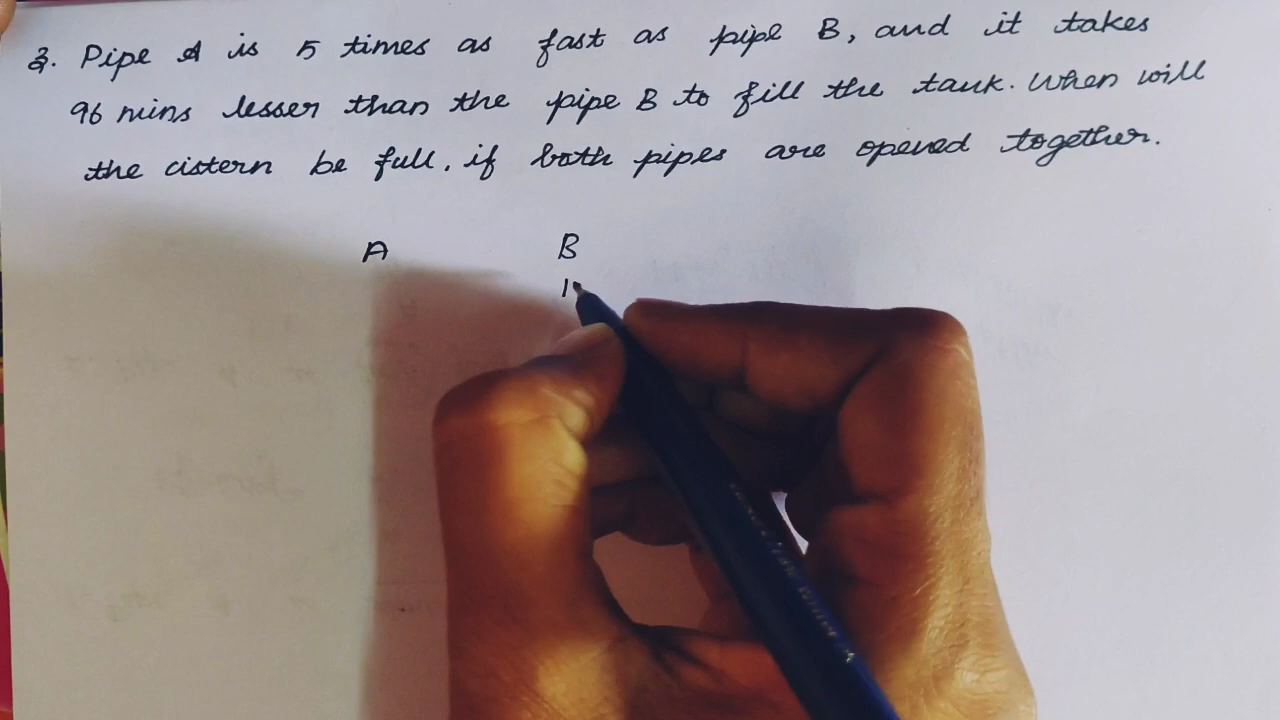 3. Pipe A is 5 times as fast as pipe B, and it takes
96 mins lesser than the pipe B to fill the tank. When will
the cistern be full, if both pipes are opened together.
A B
1